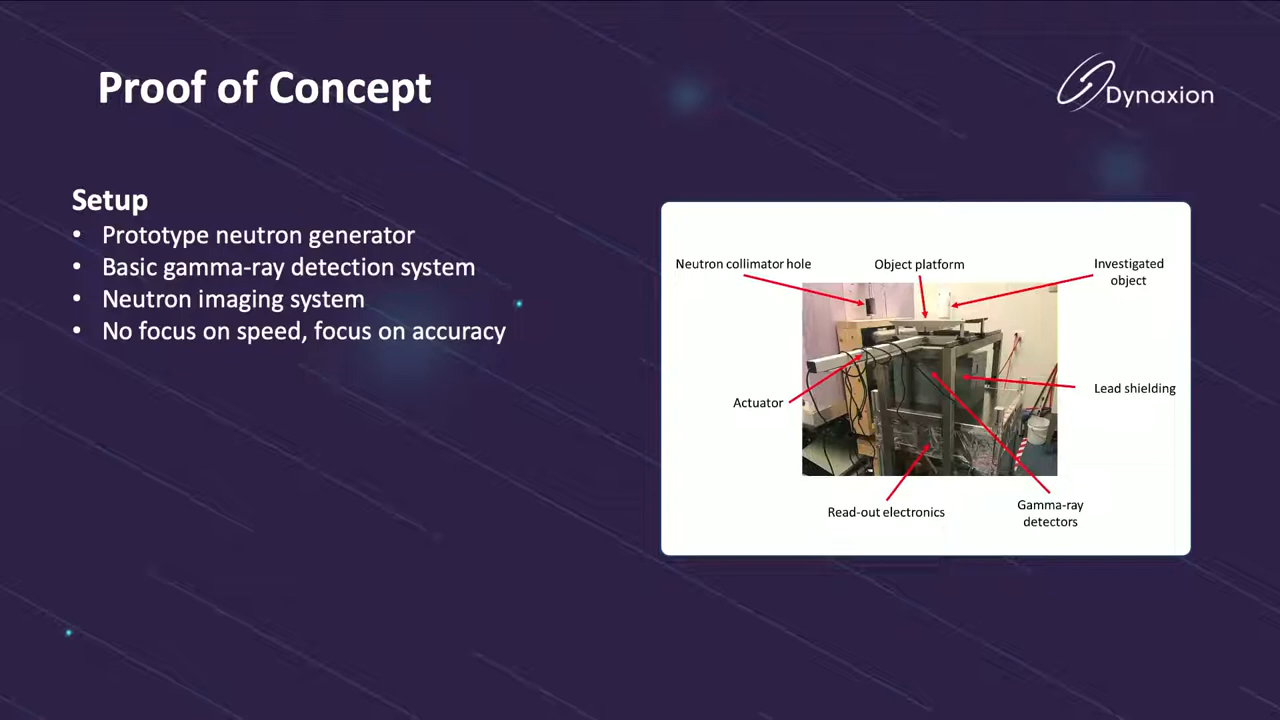 Proof of Concept
Dynaxion
Setup
• Prototype neutron generator
• Basic gamma-ray detection system
• Neutron imaging system
• No focus on speed, focus on accuracy
Neutron collimator hole
Object platform
Investigated
object
Actuator
Lead shielding
Read-out electronics
Gamma-ray
detectors